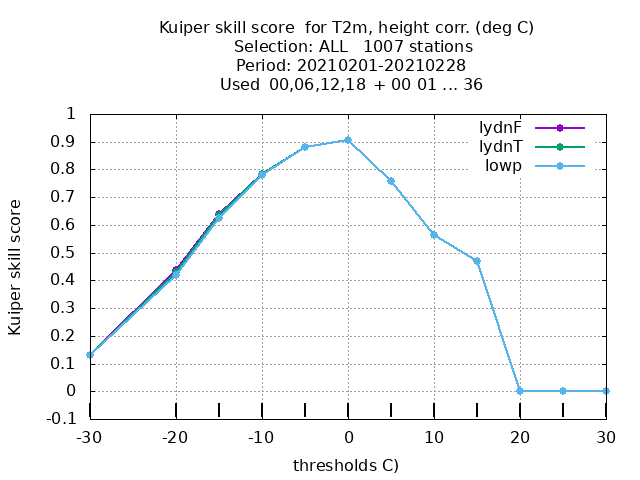 Kuiper skill score  for T2m, height corr. (deg C)
Selection: ALL   1007 stations
Period: 20210201-20210228
Used  00,06,12,18  + 00 01 ... 36
lydnF
lydnT
lowp
Kuiper skill score
1
0.9
0.8
0.7
0.6
0.5
0.4
0.3
0.2
0.1
0
-0.1
-30 -20 -10 0 10 20 30
thresholds C)